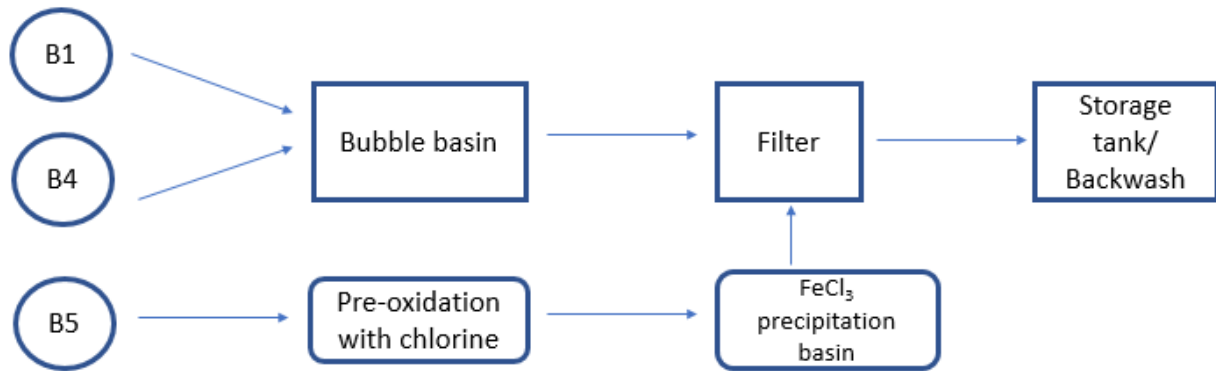 B1
B4
Bubble basin
Filter
Storage
tank/
Backwash
B5
Pre-oxidation
with chlorine
FeCl₃
precipitation
basin